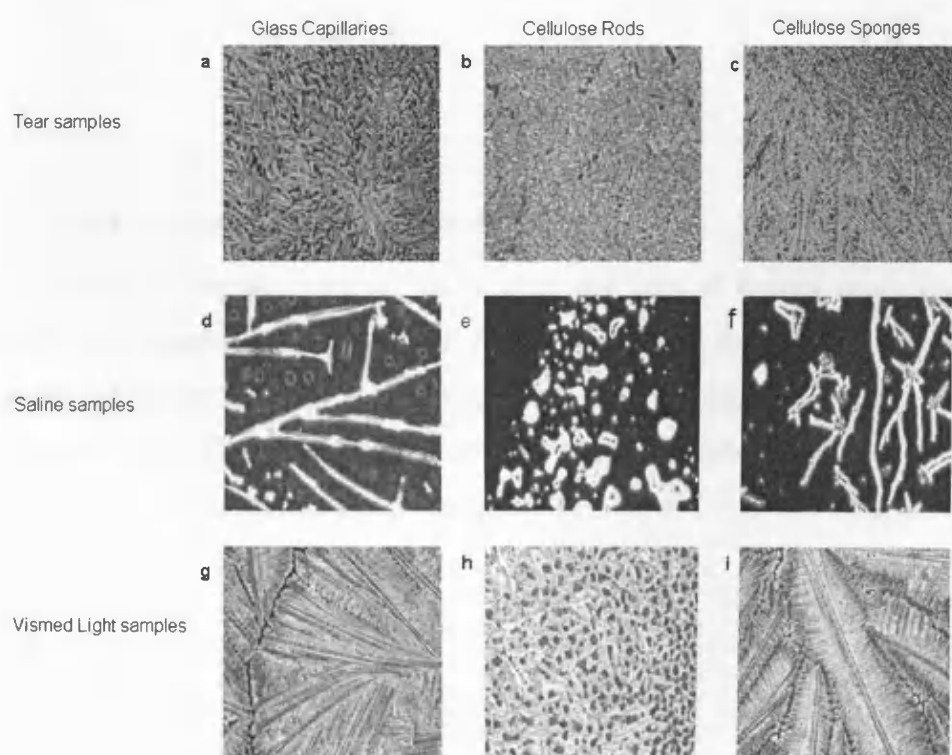 Glass Capillaries Cellulose Rods Cellulose Sponges
a b c
Tear samples
d e f
Saline samples
g h i
Vismed Light samples